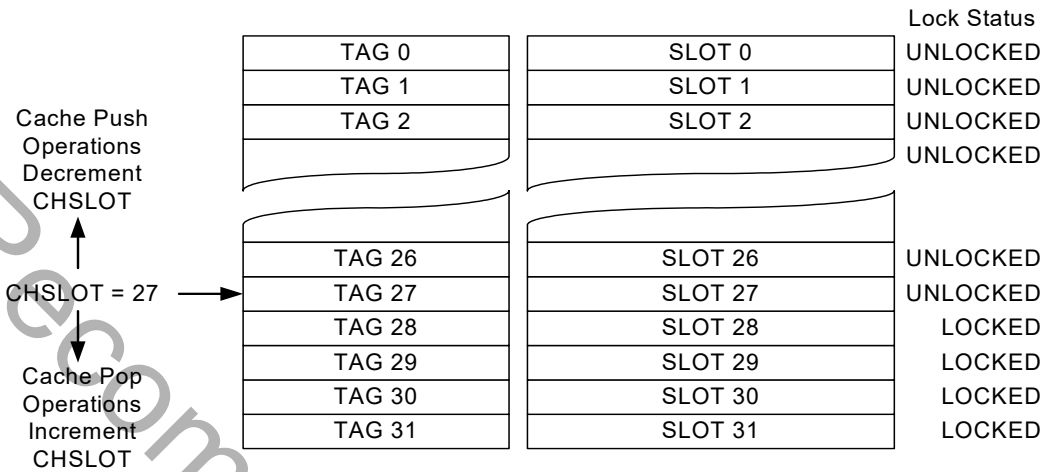 Lock Status
TAG 0 SLOT 0 UNLOCKED
TAG 1 SLOT 1 UNLOCKED
TAG 2 SLOT 2 UNLOCKED
UNLOCKED
Cache Push
Operations
Decrement
CHSLOT
TAG 26 SLOT 26 UNLOCKED
CHSLOT = 27 TAG 27 SLOT 27 UNLOCKED
TAG 28 SLOT 28 LOCKED
TAG 29 SLOT 29 LOCKED
TAG 30 SLOT 30 LOCKED
TAG 31 SLOT 31 LOCKED
Cache Pop
Operations
Increment
CHSLOT